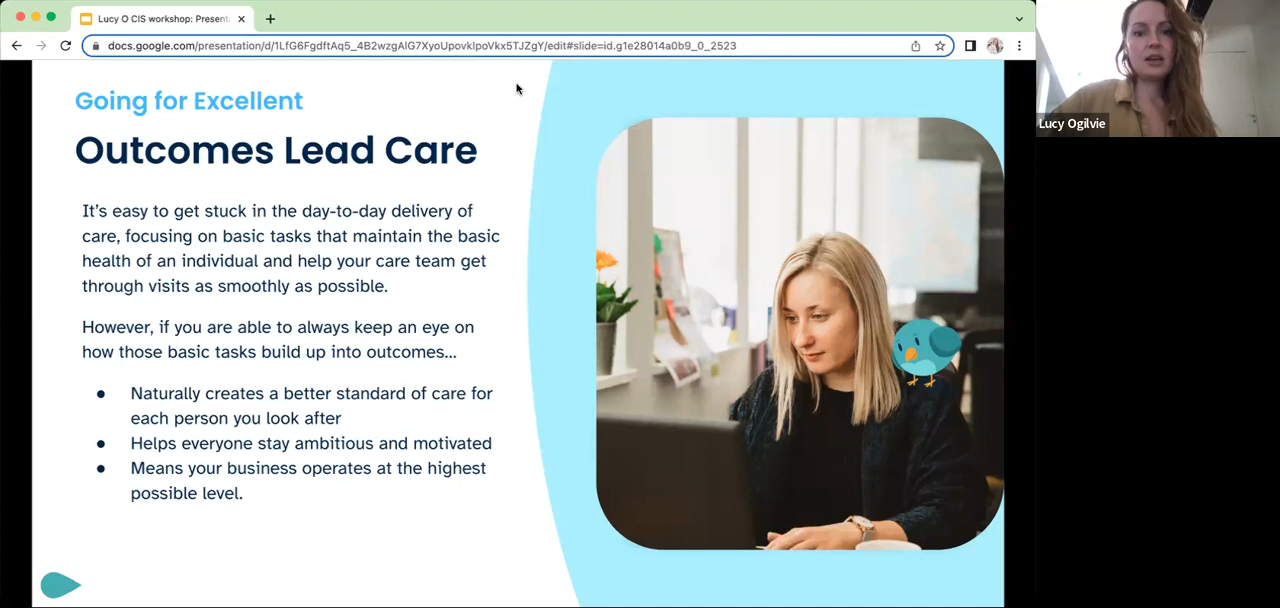 Lucy O CIS workshop: Present
docs.google.com/presentation/d/1LfG6FgdftAq5_4B2wzgAlG7XyoUpovklpoVkx5TJZgY/edit#slide=id.g1e28014a0b9_0_2523
Lucy Ogilvie
Going for Excellent
Outcomes Lead Care
It’s easy to get stuck in the day-to-day delivery of
care, focusing on basic tasks that maintain the basic
health of an individual and help your care team get
through visits as smoothly as possible.
However, if you are able to always keep an eye on
how those basic tasks build up into outcomes...
● Naturally creates a better standard of care for
each person you look after
● Helps everyone stay ambitious and motivated
● Means your business operates at the highest
possible level.